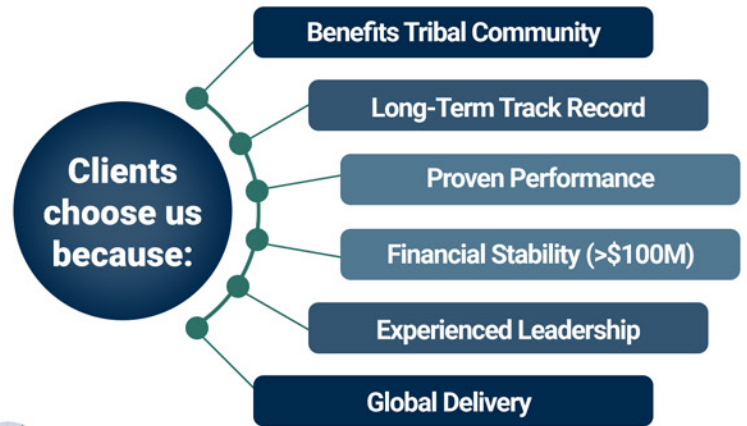 Benefits Tribal Community
Long-Term Track Record
Clients
choose us
because:
Proven Performance
Financial Stability (>$100M)
Experienced Leadership
Global Delivery